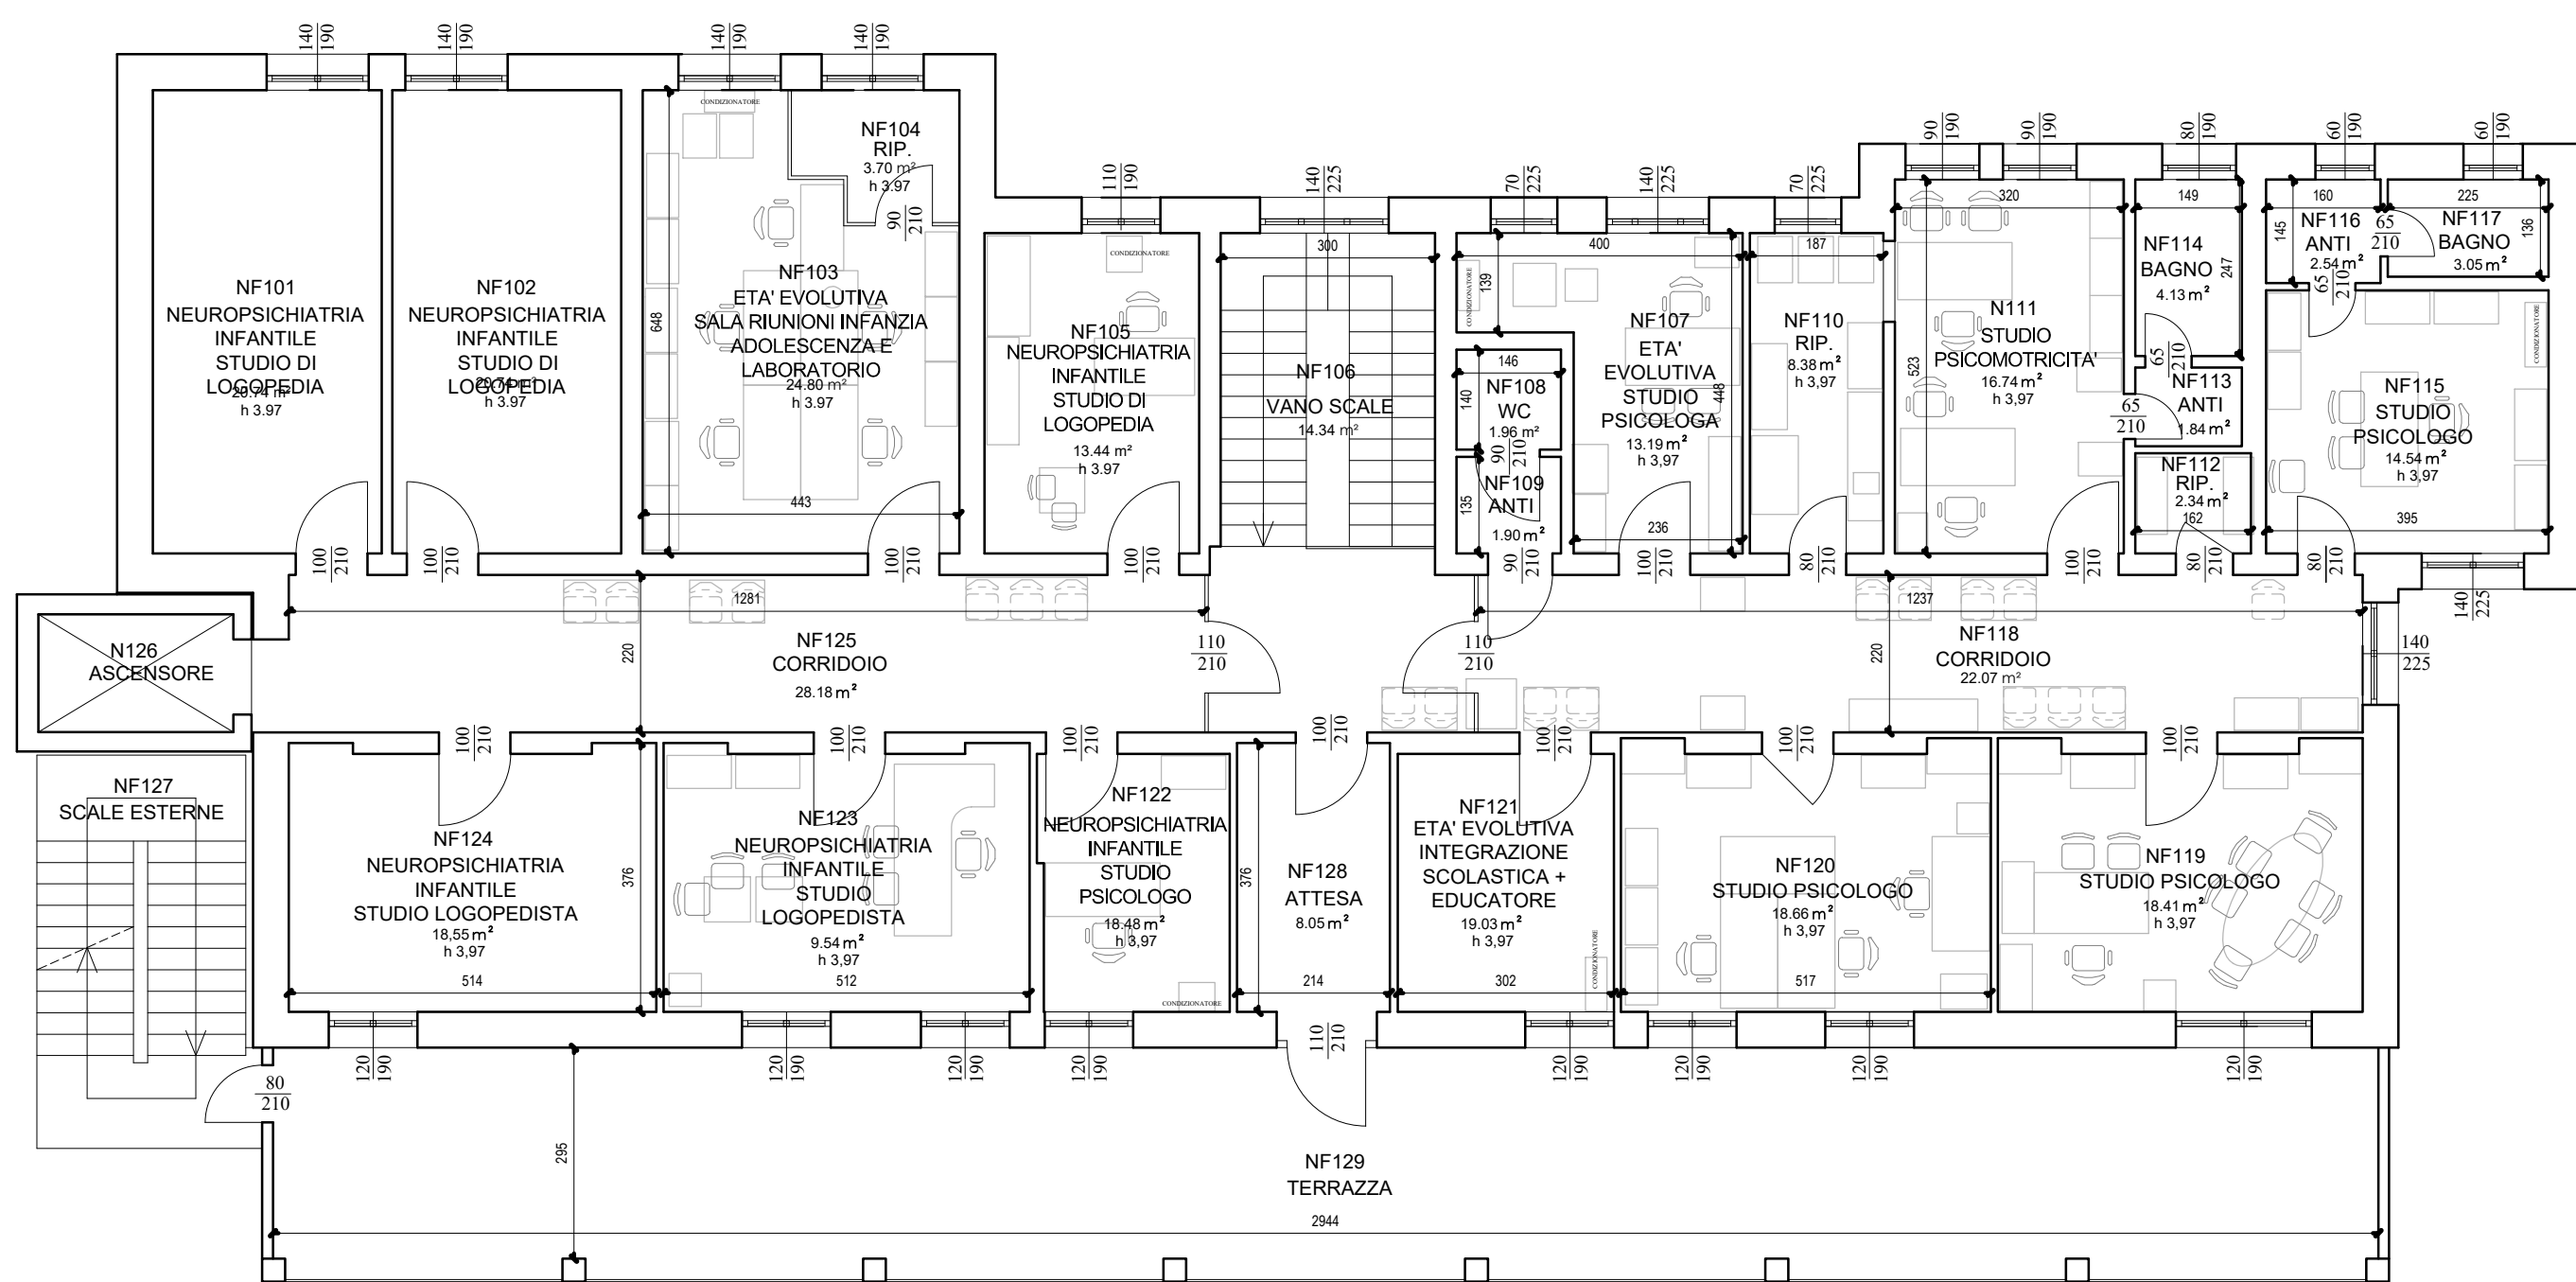 140 190
140 190
140 190
140 190
CONDIZIONATORE
NF101
NEUROPSICHIATRIA
INFANTILE
STUDIO DI
LOGOPEDIA
20.74 m²
h 3.97
NF102
NEUROPSICHIATRIA
INFANTILE
STUDIO DI
LOGOPEDIA
20.74 m²
h 3.97
NF103
ETA' EVOLUTIVA
SALA RIUNIONI INFANZIA
ADOLESCENZA E
LABORATORIO
24.80 m²
h 3.97
648
443
NF104
RIP.
3.70 m²
h 3.97
90 210
110 190
CONDIZIONATORE
NF105
NEUROPSICHIATRIA
INFANTILE
STUDIO DI
LOGOPEDIA
13.44 m²
h 3.97
140 225
300
NF106
VANO SCALE
14.34 m²
70 225
140 225
400
139
CONDIZIONATORE
NF107
ETA'
EVOLUTIVA
STUDIO
PSICOLOGA
13.19 m²
h 3,97
448
236
146
140
NF108
WC
1.96 m²
90 210
NF109
ANTI
1.90 m²
135
70 225
187
NF110
RIP.
8.38 m²
h 3,97
90 190
90 190
320
523
N111
STUDIO
PSICOMOTRICITA'
16.74 m²
h 3,97
65 210
80 190
149
NF114
BAGNO
4.13 m²
247
65 210
NF113
ANTI
1.84 m²
NF112
RIP.
2.34 m²
162
60 190
160
145
NF116
ANTI
2.54 m²
65 210
65 210
60 190
225
NF117
BAGNO
3.05 m²
136
CONDIZIONATORE
NF115
STUDIO
PSICOLOGO
14.54 m²
h 3,97
395
100 210
100 210
100 210
100 210
90 210
100 210
80 210
100 210
80 210
80 210
140 225
1281
1237
N126
ASCENSORE
NF125
CORRIDOIO
28.18 m²
220
110 210
110 210
220
NF118
CORRIDOIO
22.07 m²
140 225
100 210
100 210
100 210
100 210
100 210
100 210
100 210
NF127
SCALE ESTERNE
NF124
NEUROPSICHIATRIA
INFANTILE
STUDIO LOGOPEDISTA
18,55 m²
h 3,97
514
376
NF123
NEUROPSICHIATRIA
INFANTILE
STUDIO
LOGOPEDISTA
9.54 m²
h 3,97
512
NF122
NEUROPSICHIATRIA
INFANTILE
STUDIO
PSICOLOGO
18.48 m²
h 3,97
CONDIZIONATORE
376
NF128
ATTESA
8.05 m²
214
NF121
ETA' EVOLUTIVA
INTEGRAZIONE
SCOLASTICA +
EDUCATORE
19.03 m²
h 3,97
302
CONDIZIONATORE
NF120
STUDIO PSICOLOGO
18.66 m²
h 3,97
517
NF119
STUDIO PSICOLOGO
18.41 m²
h 3,97
80 210
120 190
120 190
120 190
120 190
110 210
120 190
120 190
120 190
120 190
295
NF129
TERRAZZA
2944